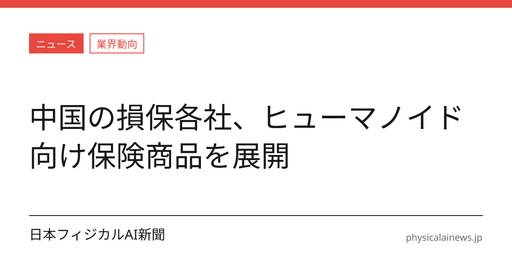 ニュース 業界動向
中国の損保各社、ヒューマノイド
向け保険商品を展開
日本フィジカルAI新聞
physicalainews.jp